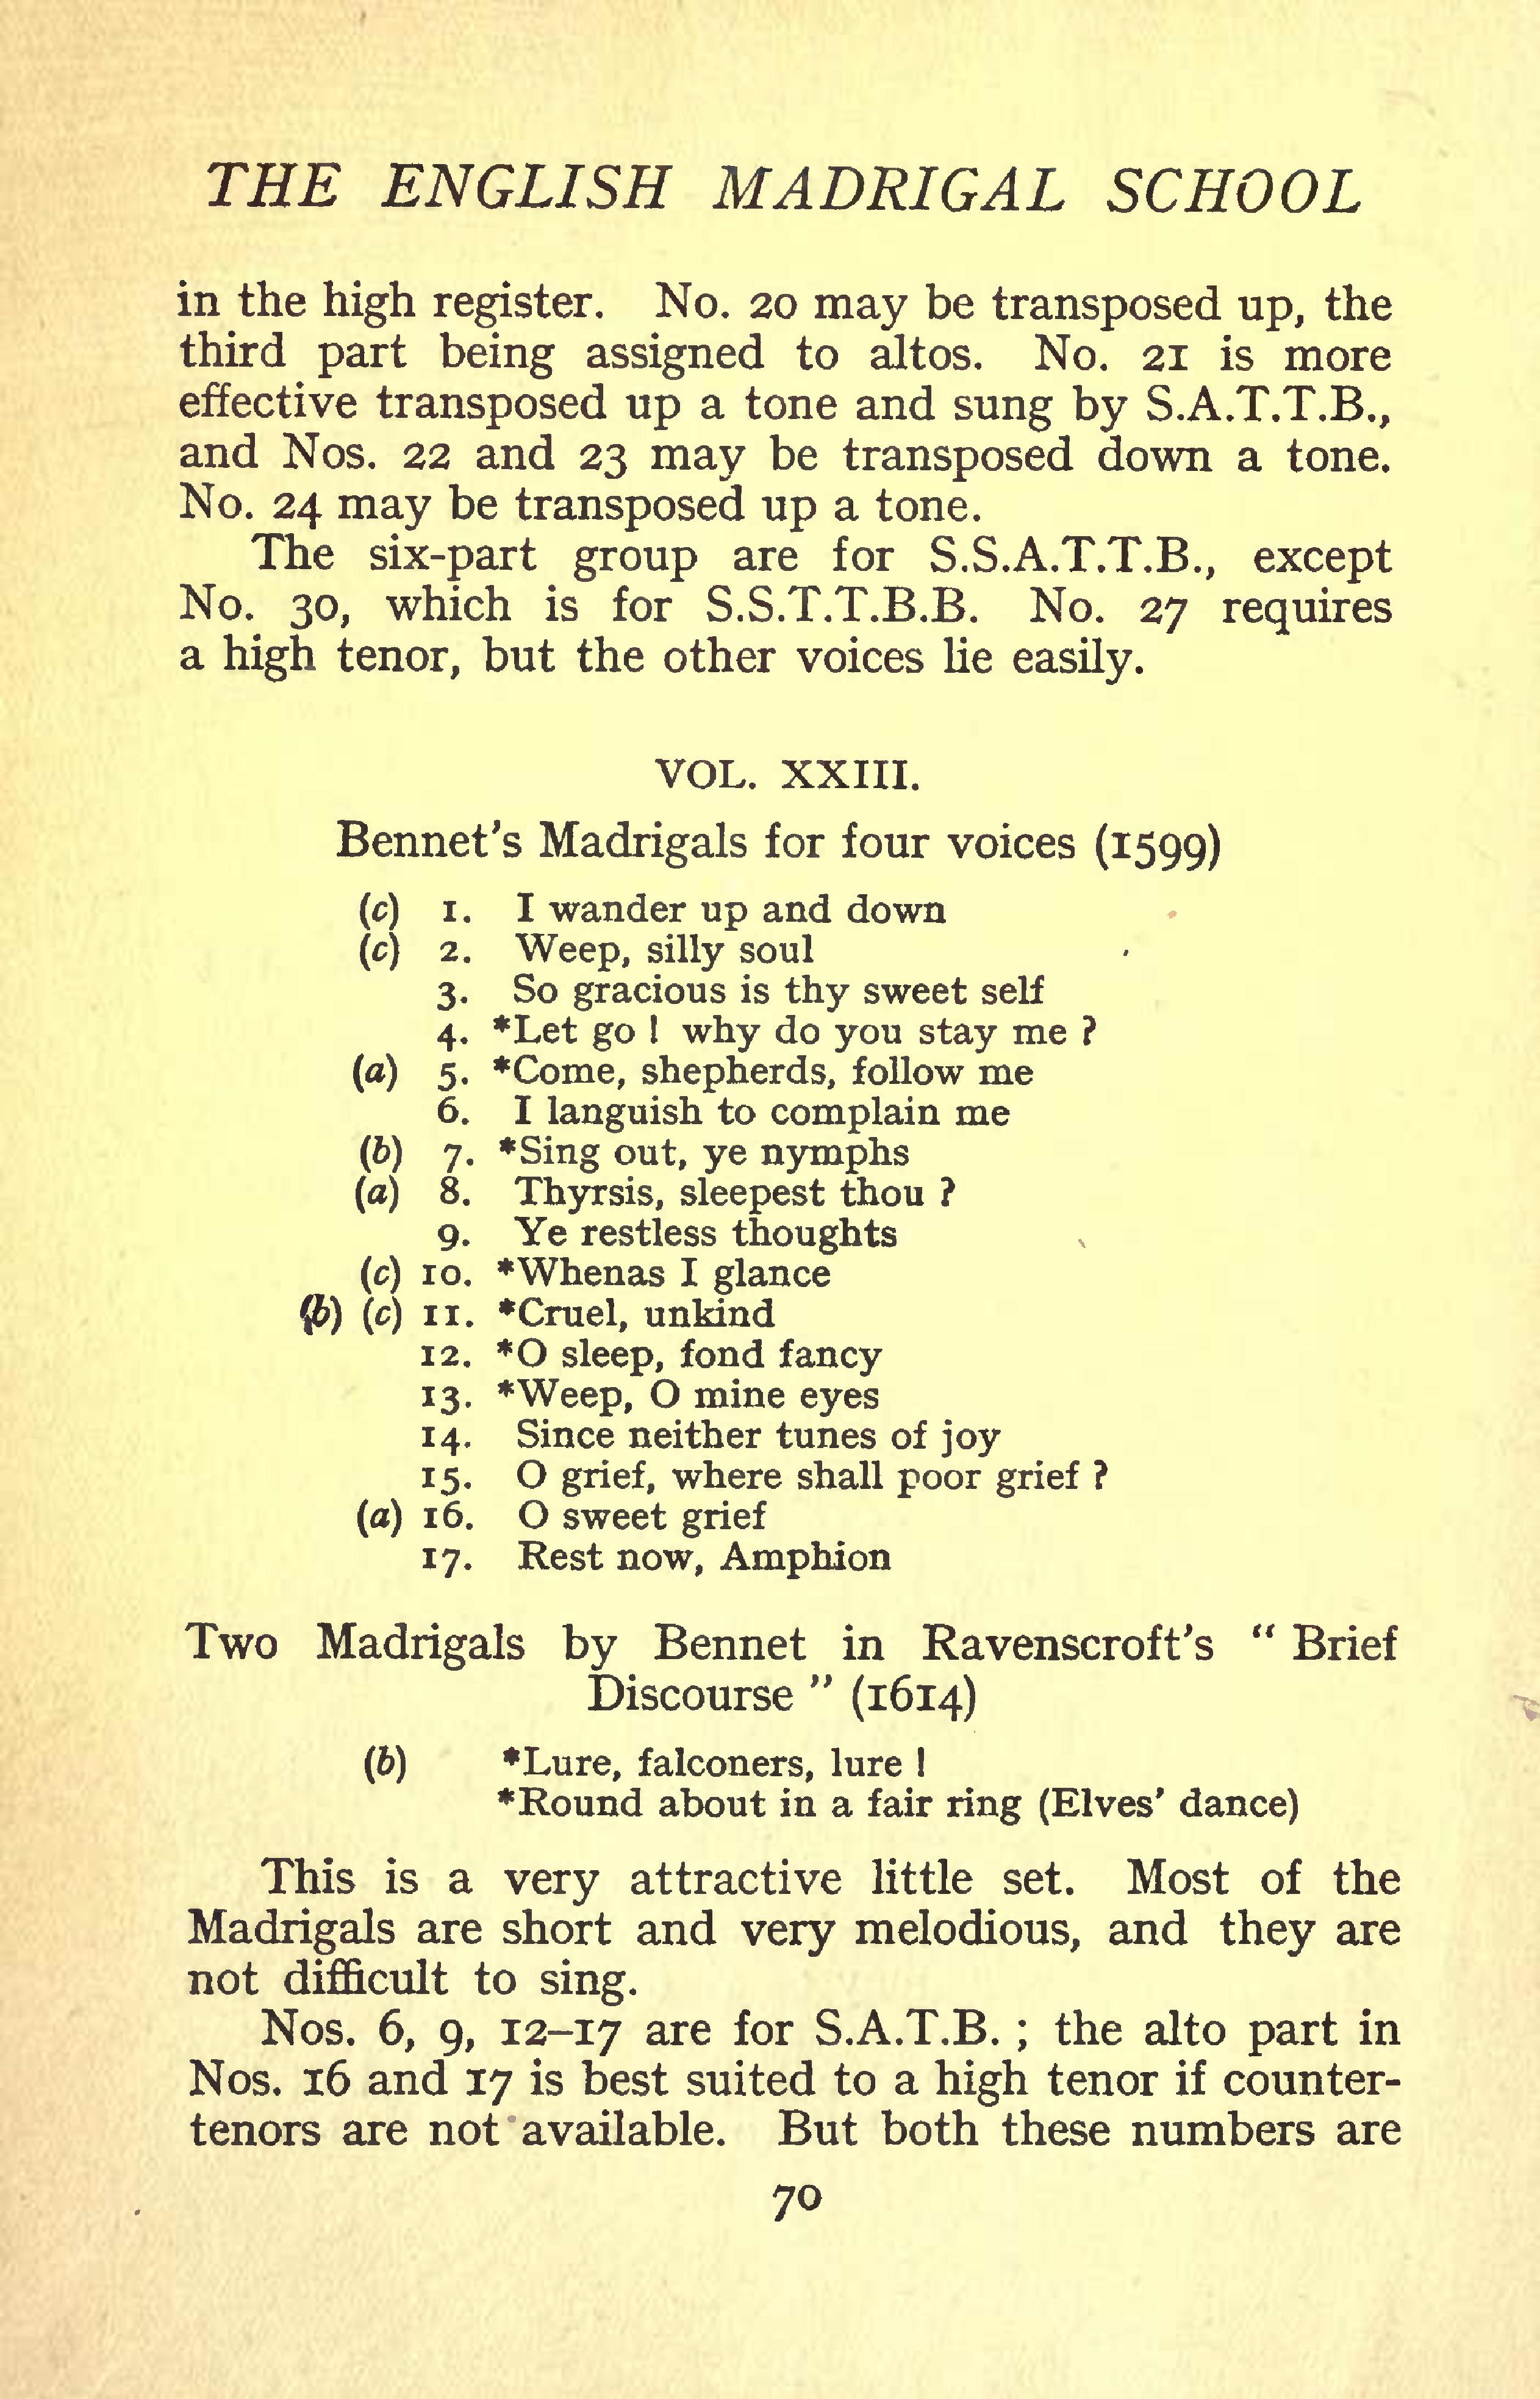 THE ENGLISH MADRIGAL SCHOOL
in the high register. No. 20 may be transposed up, the
third part being assigned to altos. No. 21 is more
effective transposed up a tone and sung by S.A.T.T.B.,
and Nos. 22 and 23 may be transposed down a tone.
No. 24 may be transposed up a tone.
The six-part group are for S.S.A.T.T.B., except
No. 30, which is for S.S.T.T.B.B. No. 27 requires
a high tenor, but the other voices lie easily.
VOL. XXIII.
Bennet's Madrigals for four voices (1599)
(c) 1. I wander up and down
(c) 2. Weep, silly soul
3. So gracious is thy sweet self
4. *Let go ! why do you stay me ?
(a) 5. *Come, shepherds, follow me
6. I languish to complain me
(b) 7. *Sing out, ye nymphs
(a) 8. Thyrsis, sleepest thou ?
9. Ye restless thoughts
(c) 10. *Whenas I glance
(b) (c) 11. *Cruel, unkind
12. *O sleep, fond fancy
13. *Weep, O mine eyes
14. Since neither tunes of joy
15. O grief, where shall poor grief ?
(a) 16. O sweet grief
17. Rest now, Amphion
Two Madrigals by Bennet in Ravenscroft's " Brief
Discourse " (1614)
(b) *Lure, falconers, lure !
*Round about in a fair ring (Elves' dance)
This is a very attractive little set. Most of the
Madrigals are short and very melodious, and they are
not difficult to sing.
Nos. 6, 9, 12–17 are for S.A.T.B. ; the alto part in
Nos. 16 and 17 is best suited to a high tenor if counter-
tenors are not available. But both these numbers are
70